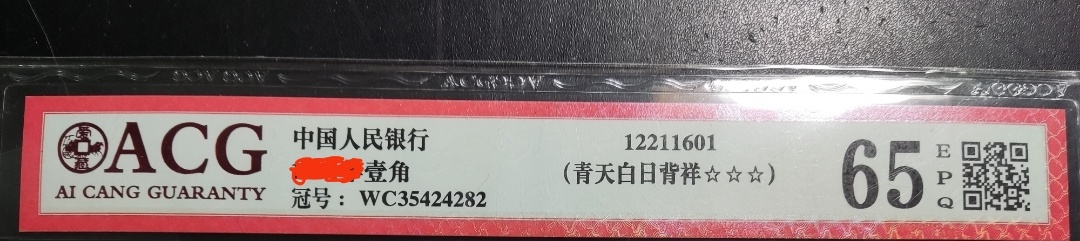 ACG
AI CANG GUARANTY
中国人民银行
壹角
冠号： WC35424282
12211601
（青天白日背祥☆☆☆）
65
EPQ